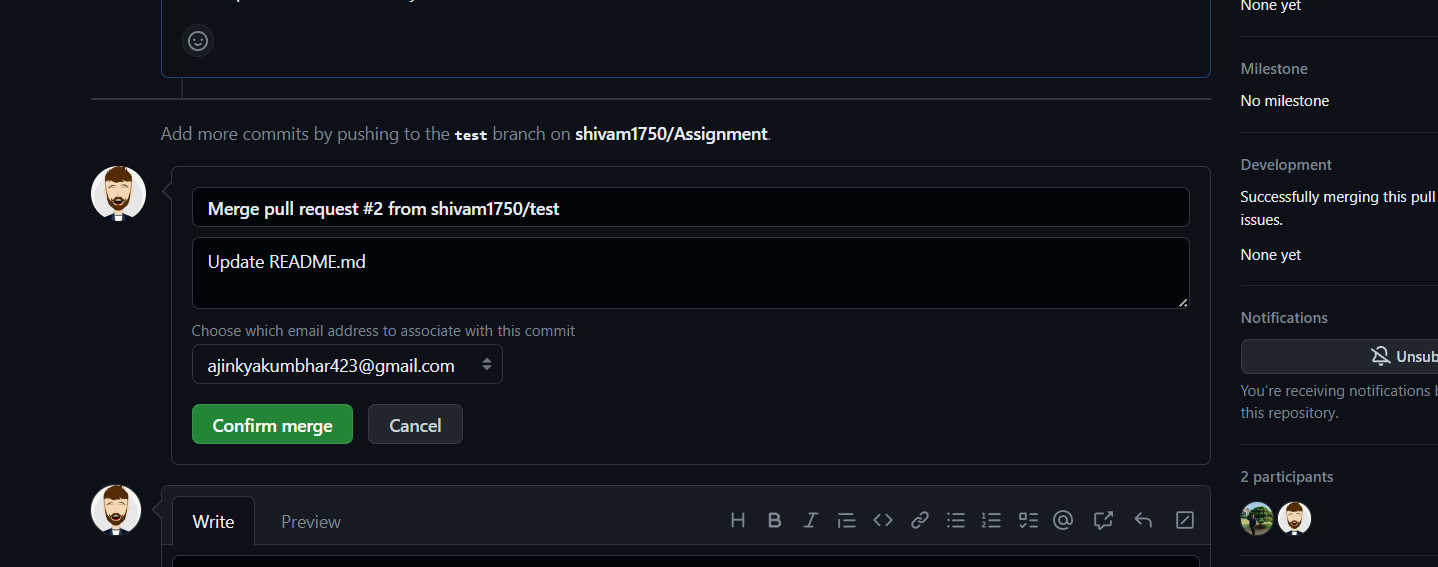 None yet
Milestone
No milestone
Add more commits by pushing to the test branch on shivam1750/Assignment.
Development
Successfully merging this pull
issues.
None yet
Merge pull request #2 from shivam1750/test
Update README.md
Choose which email address to associate with this commit
ajinkyakumbhar423@gmail.com
Confirm merge
Cancel
Notifications
Unsub
You're receiving notifications
this repository.
2 participants
Write
Preview